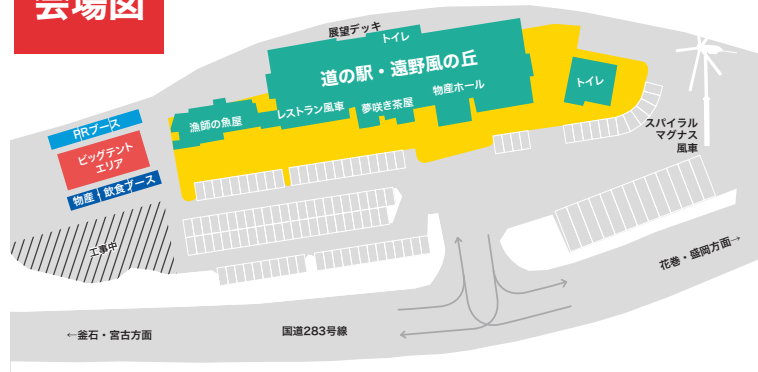 会場図
展望デッキ
トイレ
道の駅・遠野風の丘
物産ホール
トイレ
レストラン風車
夢咲き茶屋
漁師の魚屋
PRブース
ビッグテント
エリア
物産
飲食ブース
工事中
スパイラル
マグナス
風車
花巻・盛岡方面→
国道283号線
←釜石・宮古方面